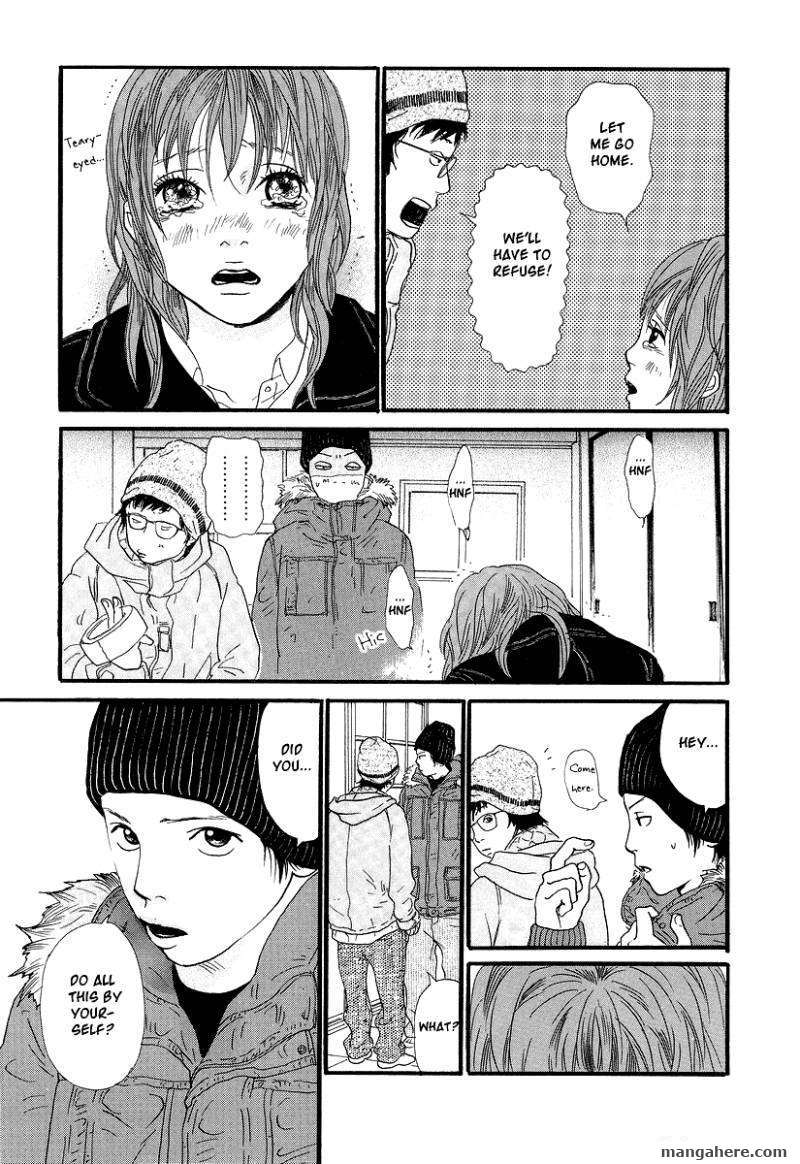 LET
ME GO
HOME.
WE'LL
HAVE TO
REFUSE!
Teary-
eyed...
...
HNF
...
HNF
...
HNF
Hic
HEY...
Come
here.
WHAT?
DID
YOU...
DO ALL
THIS BY
YOUR-
SELF?
mangahere.com